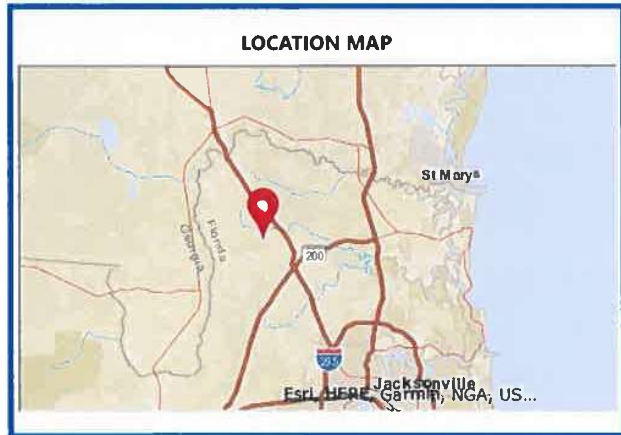 LOCATION MAP
St Marys
Florida
Georgia
200
295
Jacksonville
Esri, HERE, Garmin, NGA, US...